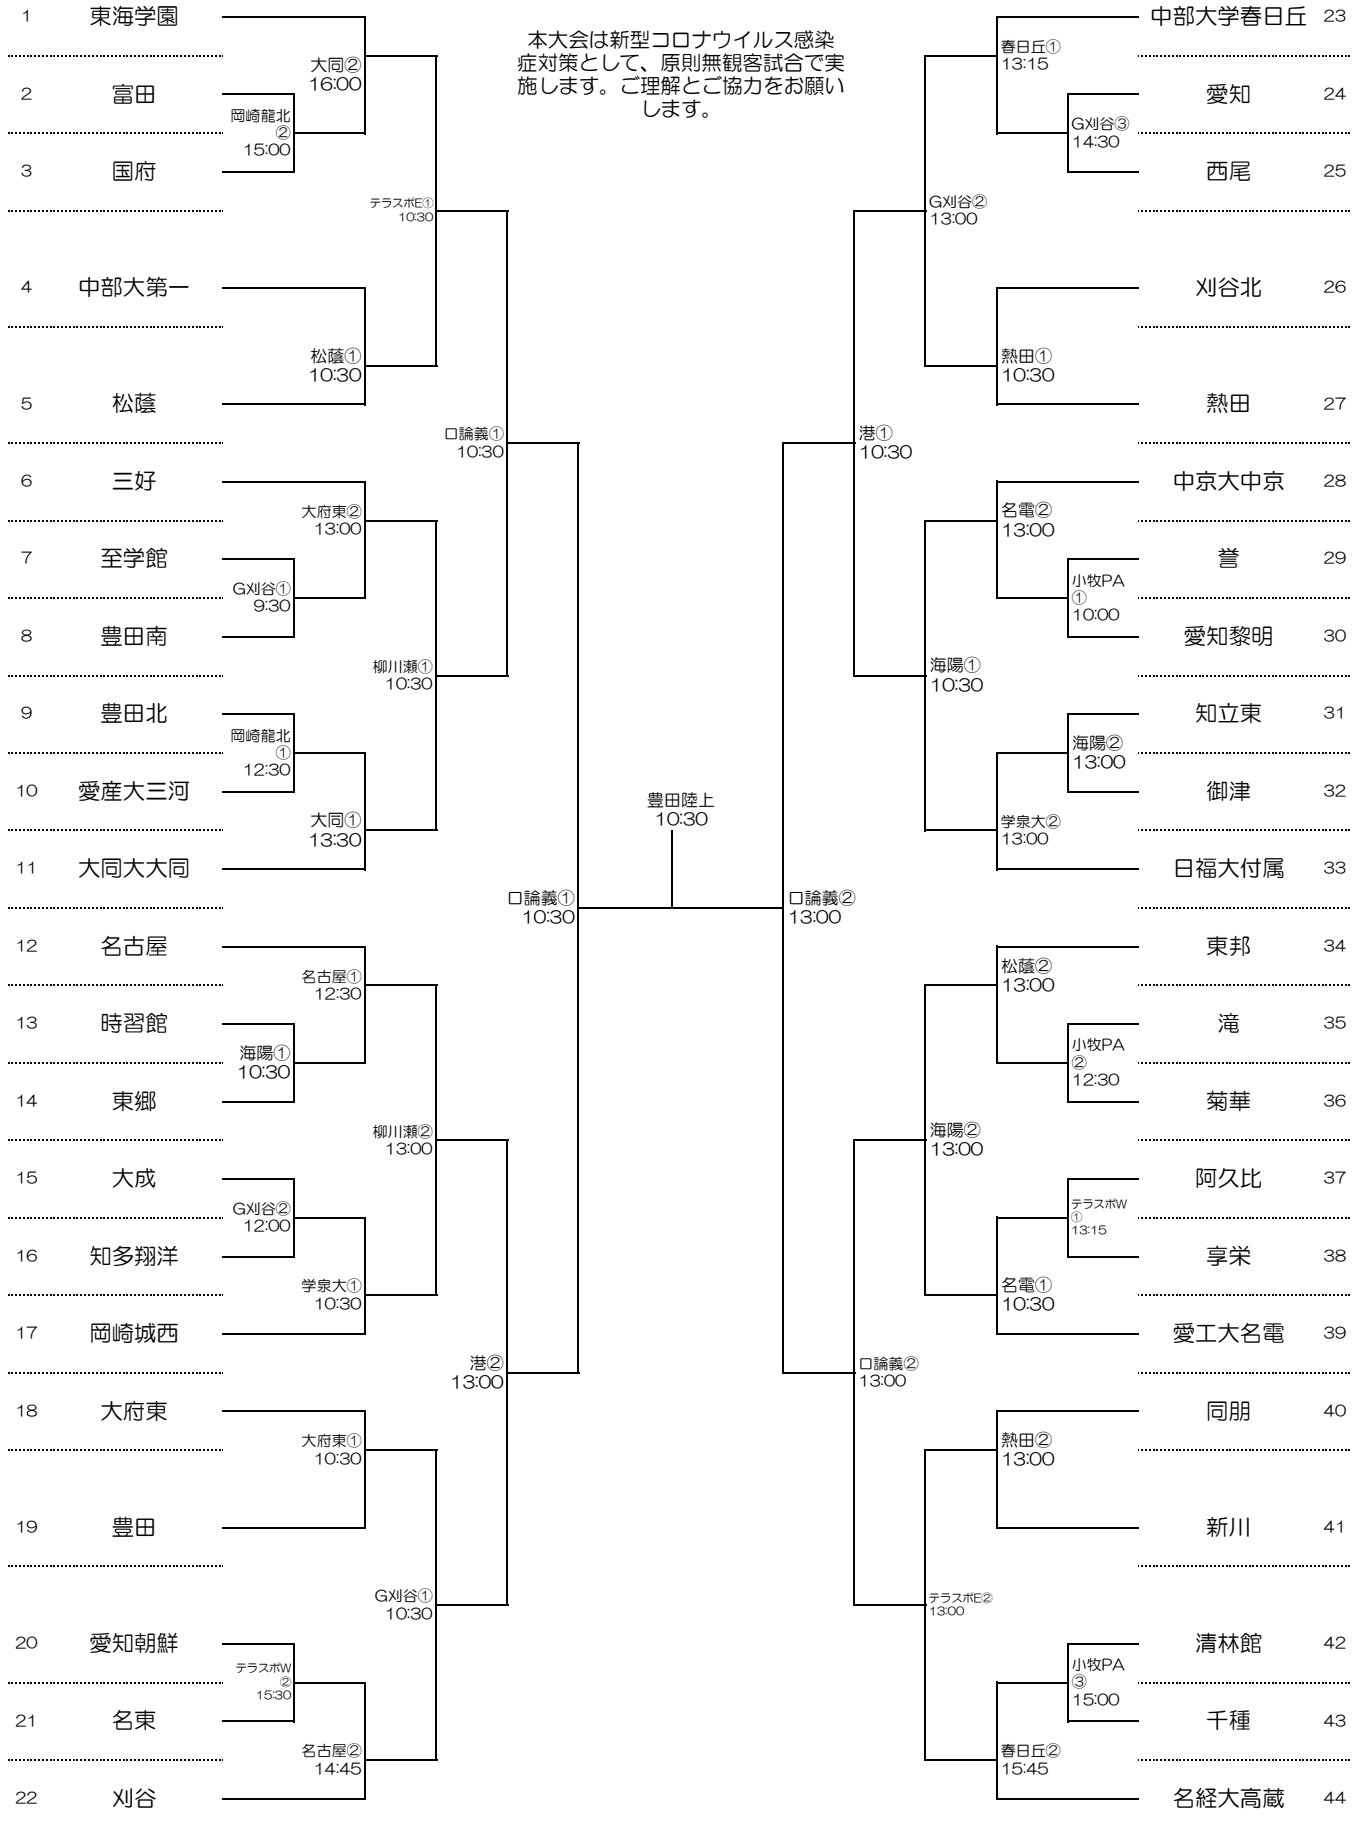 1 東海学園
本大会は新型コロナウイルス感染
症対策として、原則無観客試合で実
施します。ご理解とご協力をお願い
します。
中部大学春日丘 23
大同②
16:00
春日丘①
13:15
2 富田
愛知 24
岡崎龍北
②
15:00
G刈谷③
14:30
3 国府
西尾 25
テラスポE①
10:30
G刈谷②
13:00
4 中部大第一
刈谷北 26
松蔭①
10:30
熱田①
10:30
5 松蔭
熱田 27
口論義①
10:30
港①
10:30
6 三好
中京大中京 28
大府東②
13:00
名電②
13:00
7 至学館
誉 29
G刈谷①
9:30
小牧PA
①
10:00
8 豊田南
愛知黎明 30
柳川瀬①
10:30
海陽①
10:30
9 豊田北
知立東 31
岡崎龍北
①
12:30
海陽②
13:00
10 愛産大三河
御津 32
豊田陸上
10:30
大同①
13:30
学泉大②
13:00
11 大同大大同
日福大付属 33
口論義①
10:30
口論義②
13:00
12 名古屋
東邦 34
名古屋①
12:30
松蔭②
13:00
13 時習館
滝 35
海陽①
10:30
小牧PA
②
12:30
14 東郷
菊華 36
柳川瀬②
13:00
海陽②
13:00
15 大成
阿久比 37
G刈谷②
12:00
テラスポW
①
13:15
16 知多翔洋
享栄 38
学泉大①
10:30
名電①
10:30
17 岡崎城西
愛工大名電 39
港②
13:00
口論義②
13:00
18 大府東
同朋 40
大府東①
10:30
熱田②
13:00
19 豊田
新川 41
G刈谷①
10:30
テラスポE②
13:00
20 愛知朝鮮
清林館 42
テラスポW
②
15:30
小牧PA
③
15:00
21 名東
千種 43
名古屋②
14:45
春日丘②
15:45
22 刈谷
名経大高蔵 44